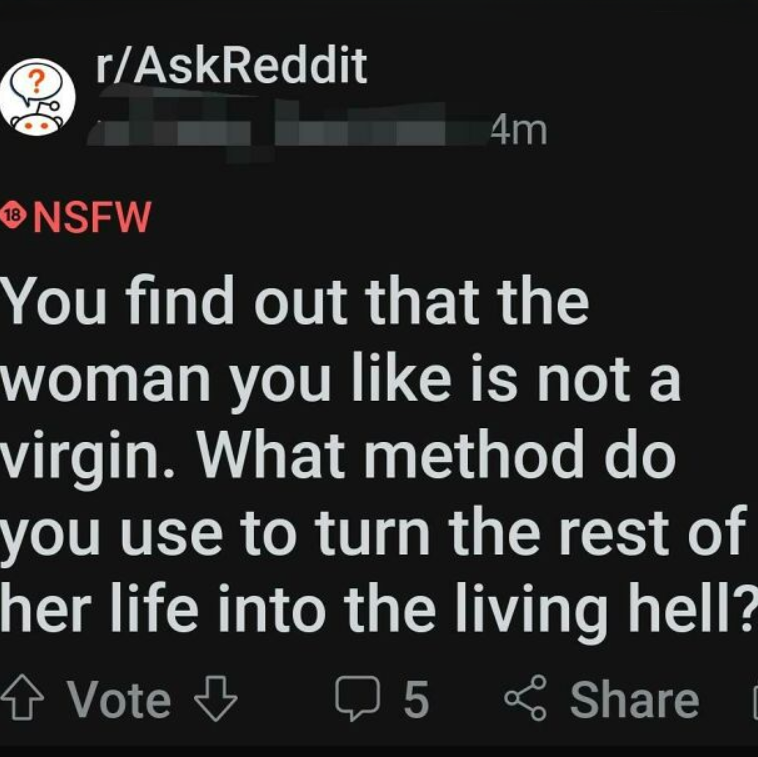 r/AskReddit
4m
18 NSFW
You find out that the
woman you like is not a
virgin. What method do
you use to turn the rest of
her life into the living hell?
Vote 5 Share